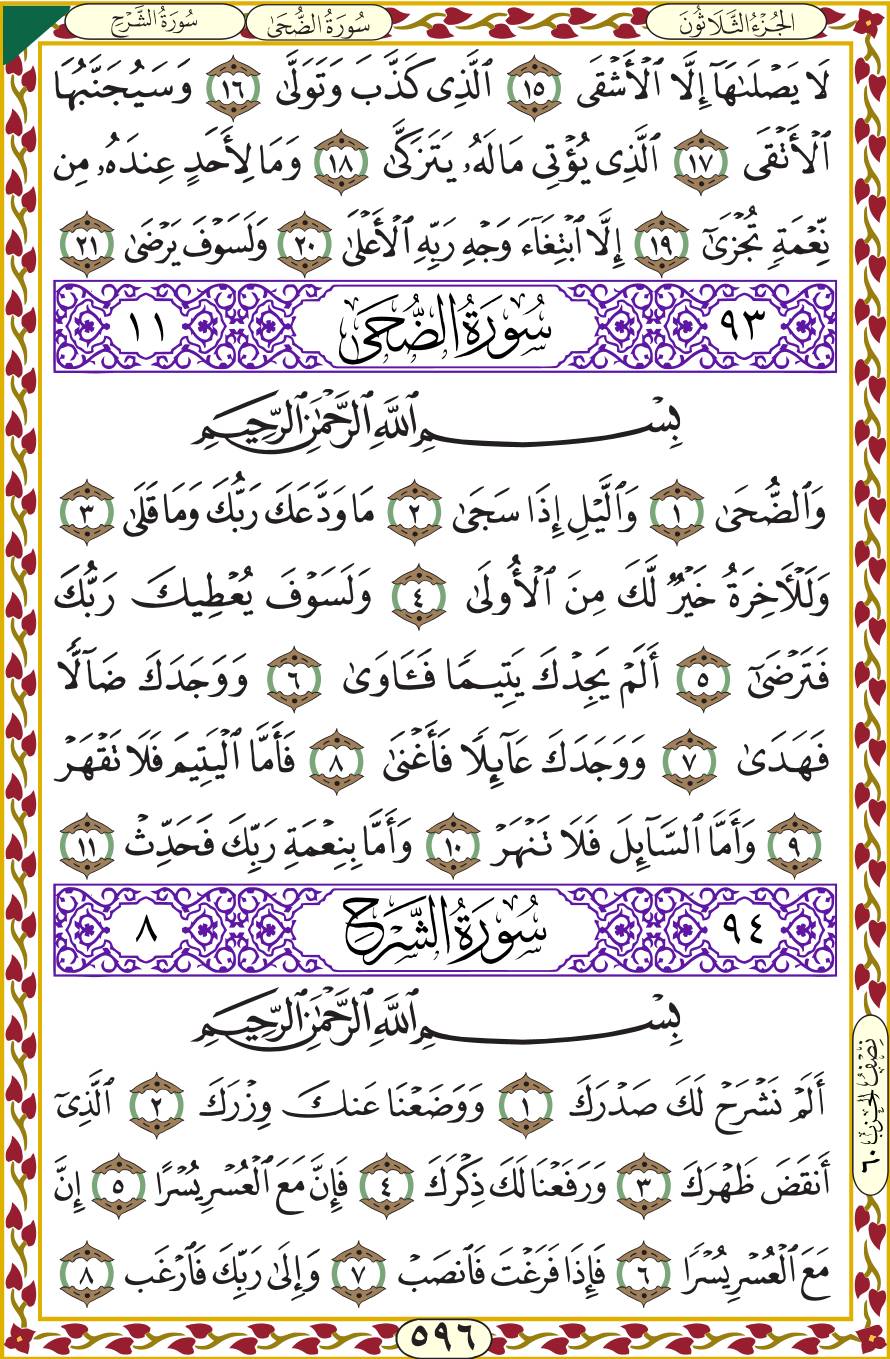 الجُزْءُ الثَّلَاثُونَ سُورَةُ الضُّحَىٰ سُورَةُ الشَّرْحِ
لَا يَصْلَىٰهَآ إِلَّا ٱلْأَشْقَى ١٥ ٱلَّذِى كَذَّبَ وَتَوَلَّىٰ ١٦ وَسَيُجَنَّبُهَا
ٱلْأَتْقَى ١٧ ٱلَّذِى يُؤْتِى مَالَهُۥ يَتَزَكَّىٰ ١٨ وَمَا لِأَحَدٍ عِندَهُۥ مِن
نِّعْمَةٍ تُجْزَىٰٓ ١٩ إِلَّا ٱبْتِغَآءَ وَجْهِ رَبِّهِ ٱلْأَعْلَىٰ ٢٠ وَلَسَوْفَ يَرْضَىٰ ٢١
٩٣ سُورَةُ الضُّحَىٰ ١١
بِسْمِ ٱللَّهِ ٱلرَّحْمَٰنِ ٱلرَّحِيمِ
وَٱلضُّحَىٰ ١ وَٱلَّيْلِ إِذَا سَجَىٰ ٢ مَا وَدَّعَكَ رَبُّكَ وَمَا قَلَىٰ ٣
وَلَلْـَٔاخِرَةُ خَيْرٌ لَّكَ مِنَ ٱلْأُولَىٰ ٤ وَلَسَوْفَ يُعْطِيكَ رَبُّكَ
فَتَرْضَىٰٓ ٥ أَلَمْ يَجِدْكَ يَتِيمًا فَـَٔاوَىٰ ٦ وَوَجَدَكَ ضَآلًّا
فَهَدَىٰ ٧ وَوَجَدَكَ عَآئِلًا فَأَغْنَىٰ ٨ فَأَمَّا ٱلْيَتِيمَ فَلَا تَقْهَرْ
٩ وَأَمَّا ٱلسَّآئِلَ فَلَا تَنْهَرْ ١٠ وَأَمَّا بِنِعْمَةِ رَبِّكَ فَحَدِّثْ ١١
٩٤ سُورَةُ الشَّرْحِ ٨
بِسْمِ ٱللَّهِ ٱلرَّحْمَٰنِ ٱلرَّحِيمِ
أَلَمْ نَشْرَحْ لَكَ صَدْرَكَ ١ وَوَضَعْنَا عَنكَ وِزْرَكَ ٢ ٱلَّذِىٓ
أَنقَضَ ظَهْرَكَ ٣ وَرَفَعْنَا لَكَ ذِكْرَكَ ٤ فَإِنَّ مَعَ ٱلْعُسْرِ يُسْرًا ٥ إِنَّ
مَعَ ٱلْعُسْرِ يُسْرًا ٦ فَإِذَا فَرَغْتَ فَٱنصَبْ ٧ وَإِلَىٰ رَبِّكَ فَٱرْغَب ٨
نِصْفُ الْحِزْبِ ٦٠
٥٩٦